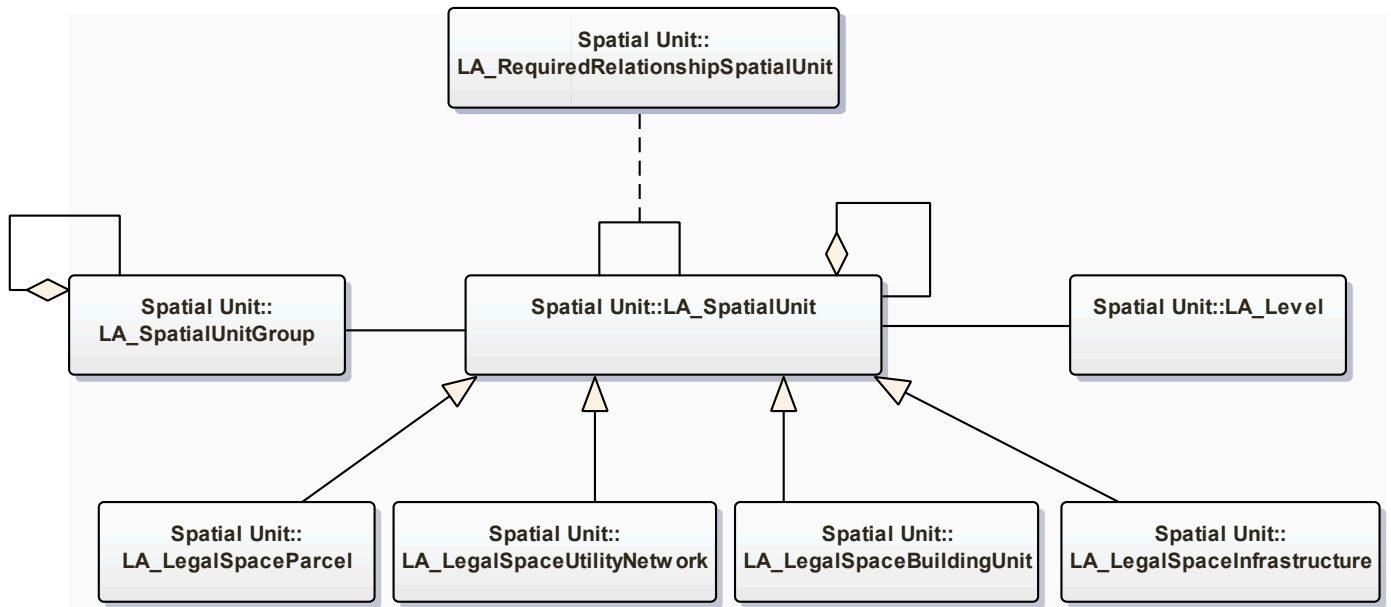 Spatial Unit::
LA_RequiredRelationshipSpatialUnit
Spatial Unit::
LA_SpatialUnitGroup
Spatial Unit::LA_SpatialUnit
Spatial Unit::LA_Level
Spatial Unit::
LA_LegalSpaceParcel
Spatial Unit::
LA_LegalSpaceUtilityNetwork
Spatial Unit::
LA_LegalSpaceBuildingUnit
Spatial Unit::
LA_LegalSpaceInfrastructure